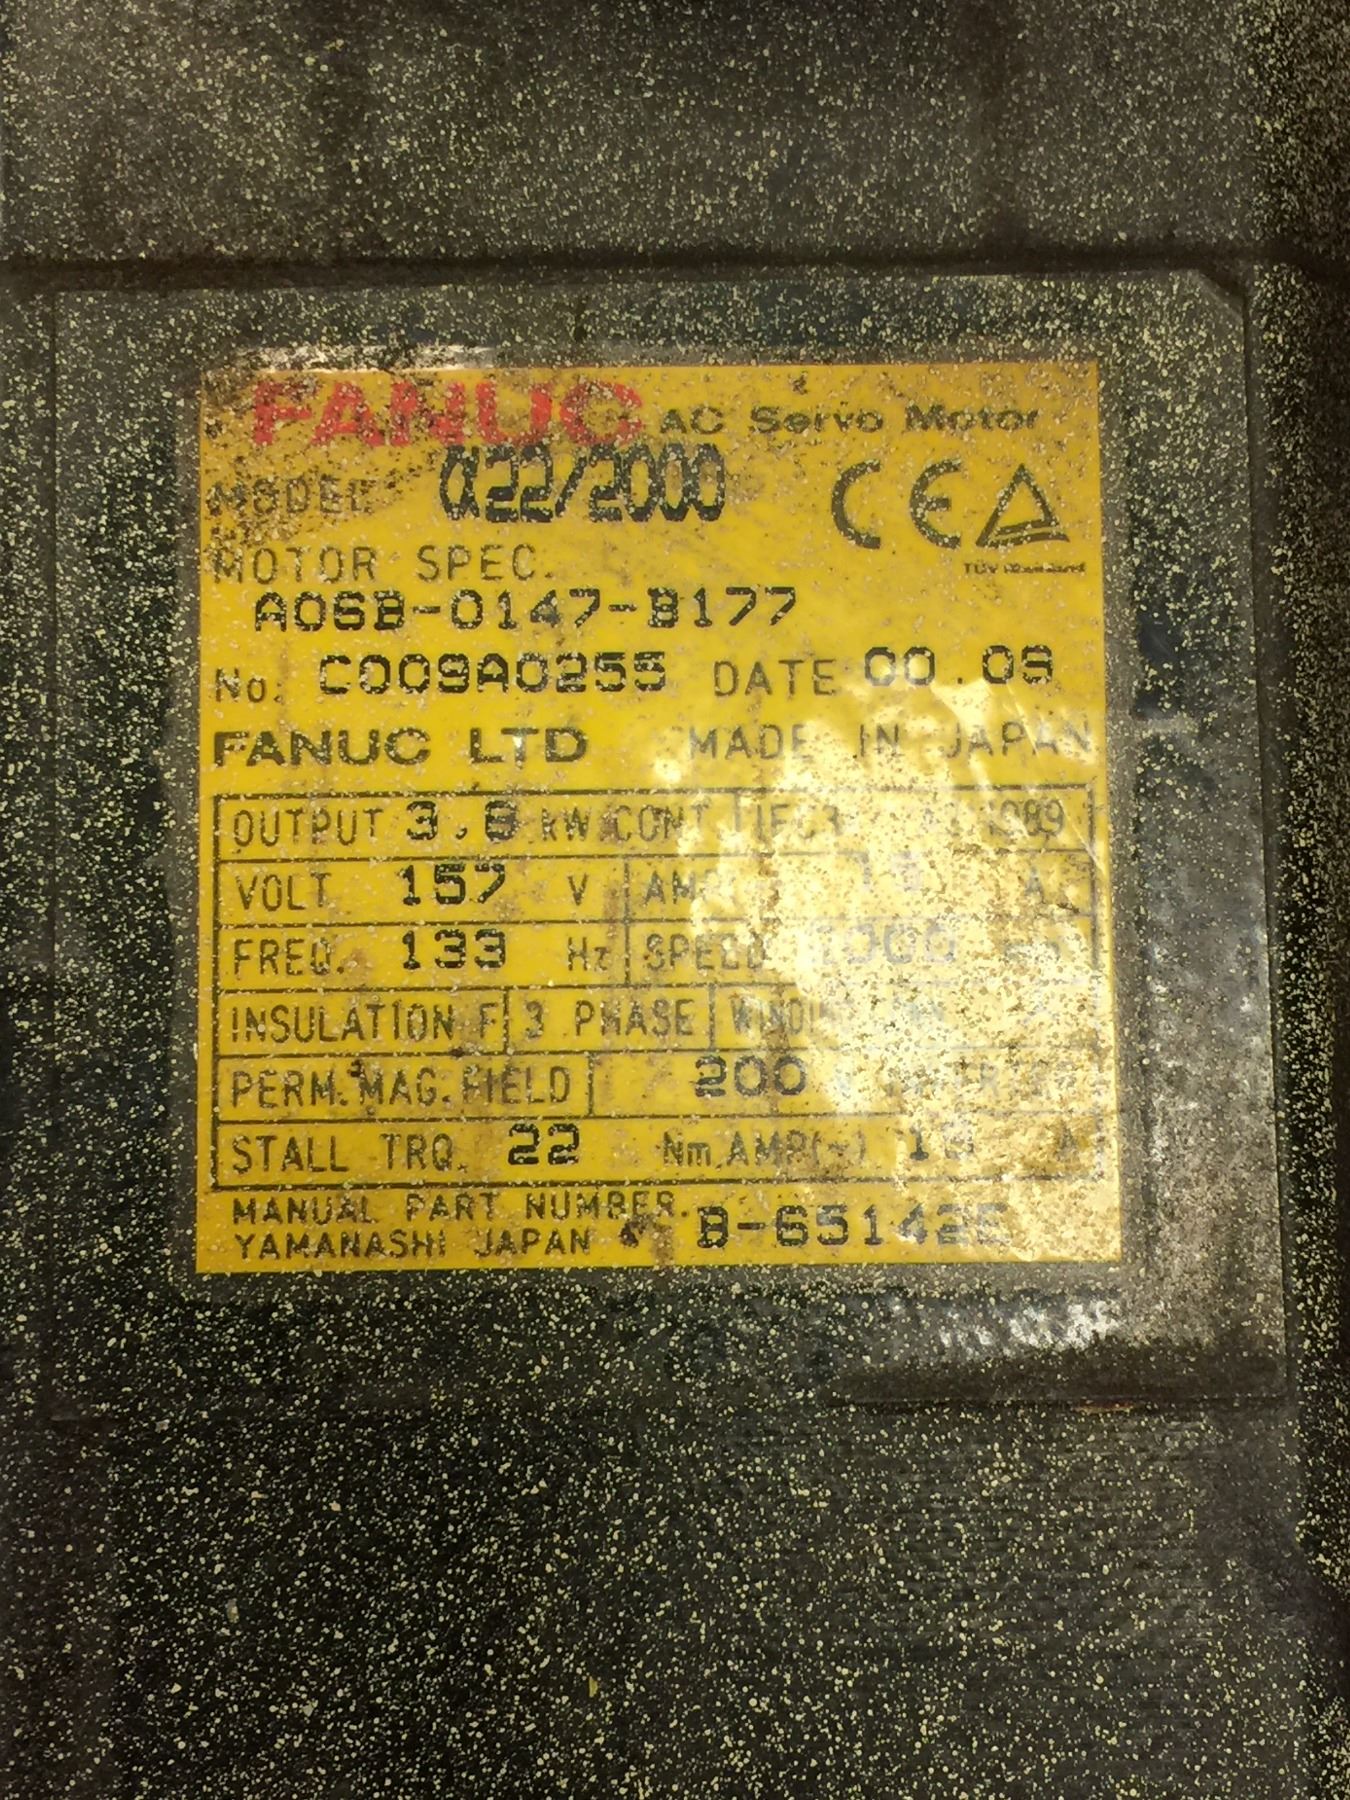 FANUC AC Servo Motor
MODEL α22/2000
MOTOR SPEC.
A06B-0147-B177
No. C009A0255 DATE 00.09
FANUC LTD MADE IN JAPAN
OUTPUT 3.8 kW CONT
VOLT. 157 V
FREQ. 133 Hz SPEED
INSULATION F 3 PHASE
PERM.MAG.FIELD 200
STALL TRQ. 22 Nm,AMP(~) A
MANUAL PART NUMBER.
YAMANASHI JAPAN B-65142E